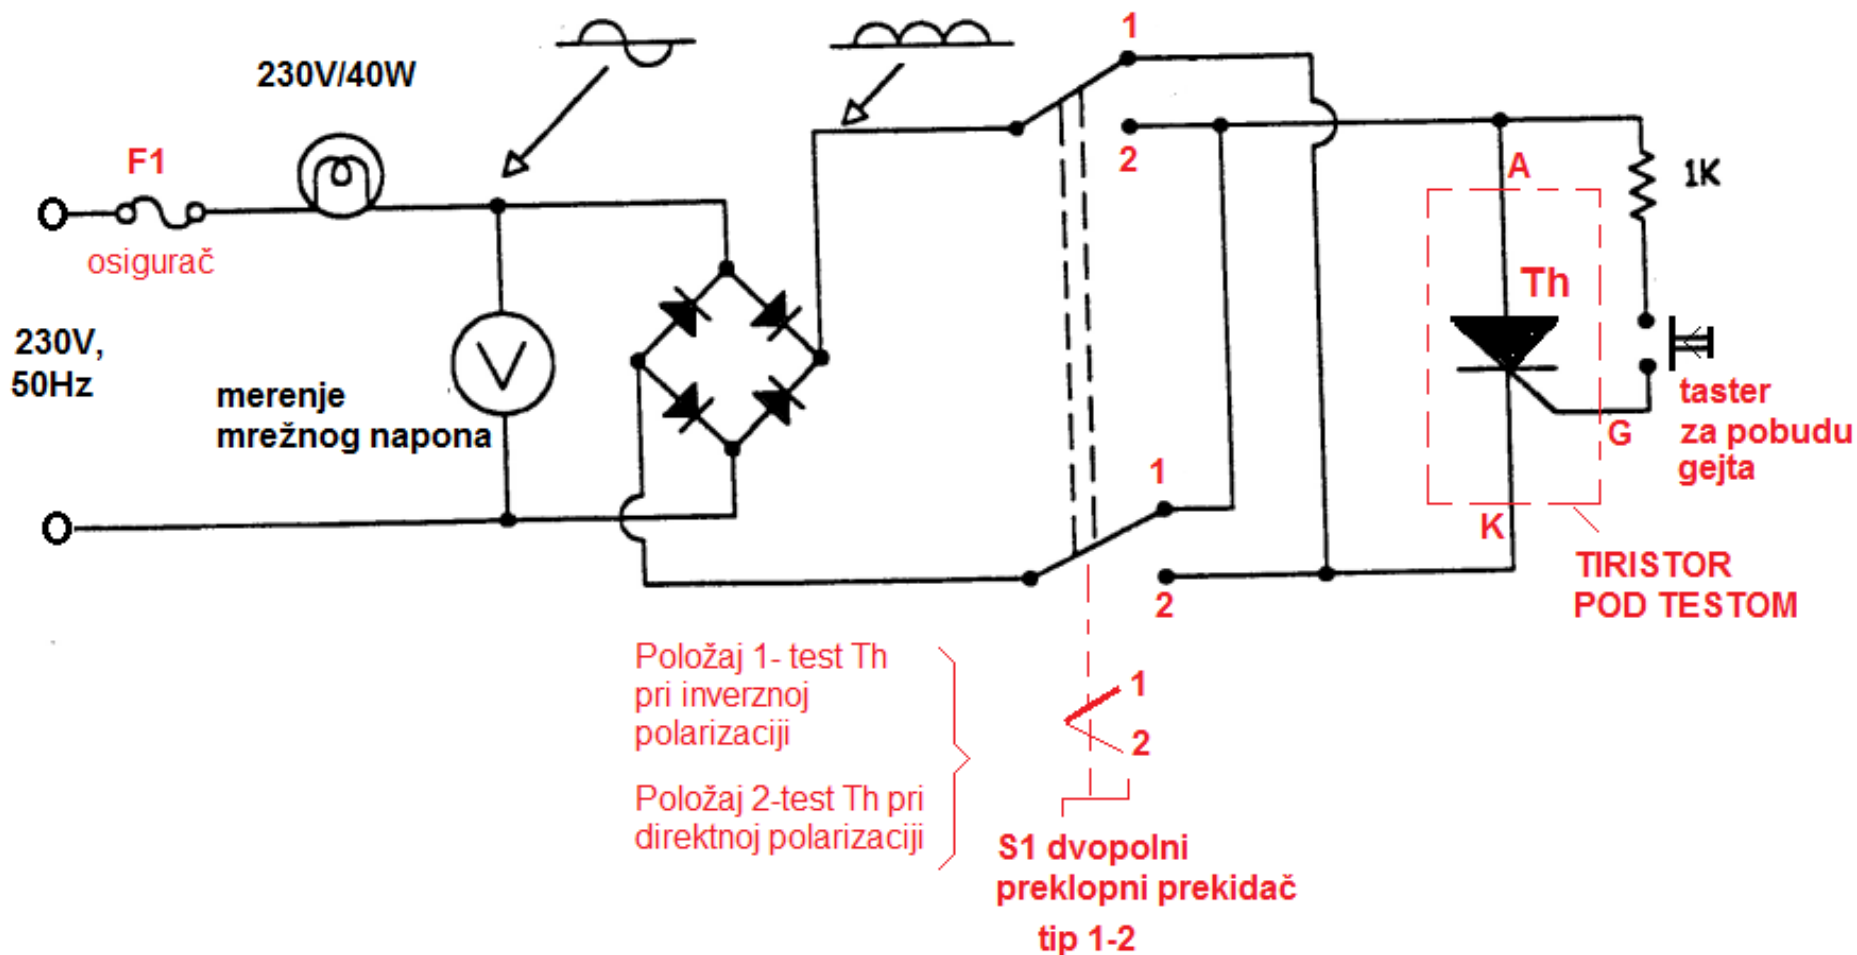 230V/40W
F1
osigurač
230V,
50Hz
merenje
mrežnog napona
V
1
2
A
1K
Th
taster
za pobudu
gejta
G
K
1
2
TIRISTOR
POD TESTOM
Položaj 1- test Th
pri inverznoj
polarizaciji
Položaj 2-test Th pri
direktnoj polarizaciji
1
2
S1 dvopolni
preklopni prekidač
tip 1-2